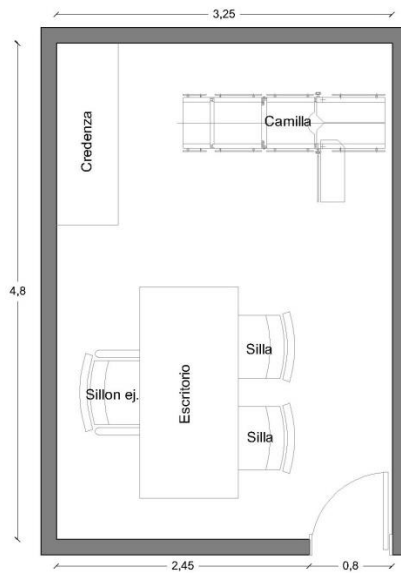 3,25
Credenza
Camilla
4,8
Silla
Sillon ej.
Escritorio
Silla
2,45
0,8